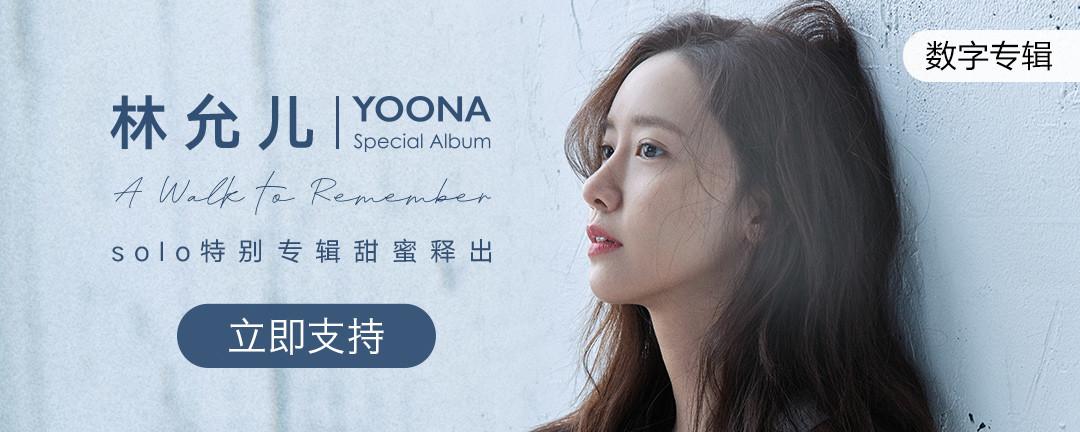 数字专辑
林允儿
YOONA
Special Album
A Walk to Remember
solo特别专辑甜蜜释出
立即支持